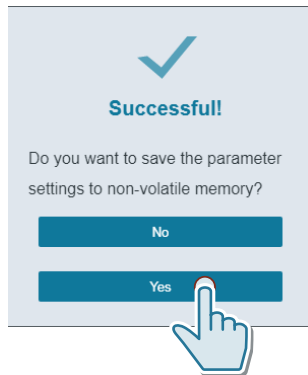 Successful!
Do you want to save the parameter
settings to non-volatile memory?
No
Yes